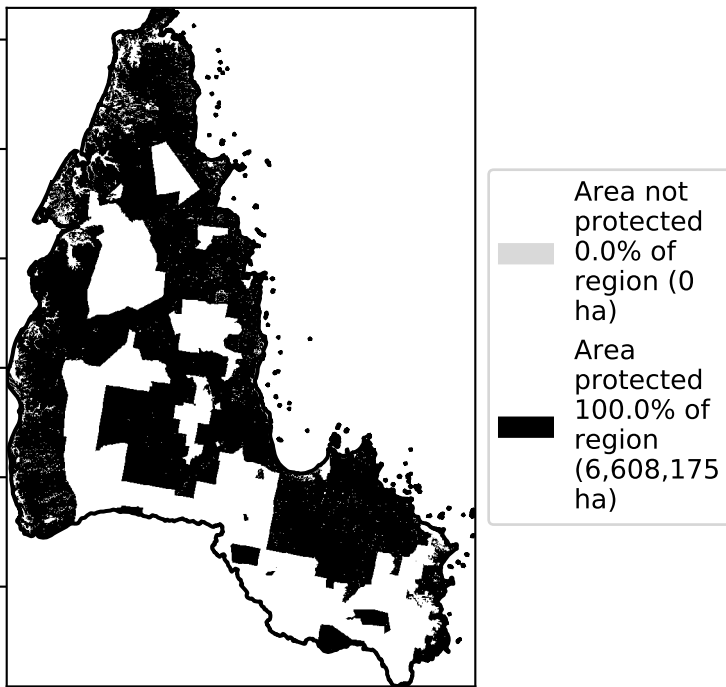 Area not
protected
0.0% of
region (0
ha)
Area
protected
100.0% of
region
(6,608,175
ha)